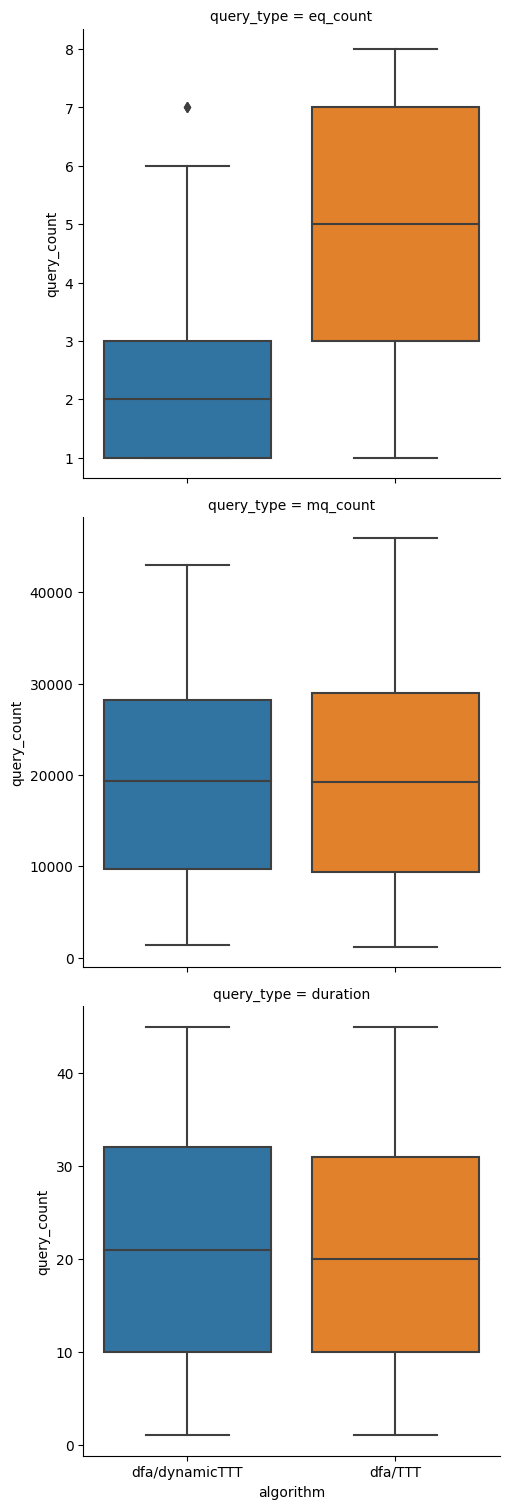 query_type = eq_count
8
7
6
5
4
3
2
1
query_count
query_type = mq_count
40000
30000
20000
10000
0
query_count
query_type = duration
40
30
20
10
0
query_count
dfa/dynamicTTT dfa/TTT
algorithm